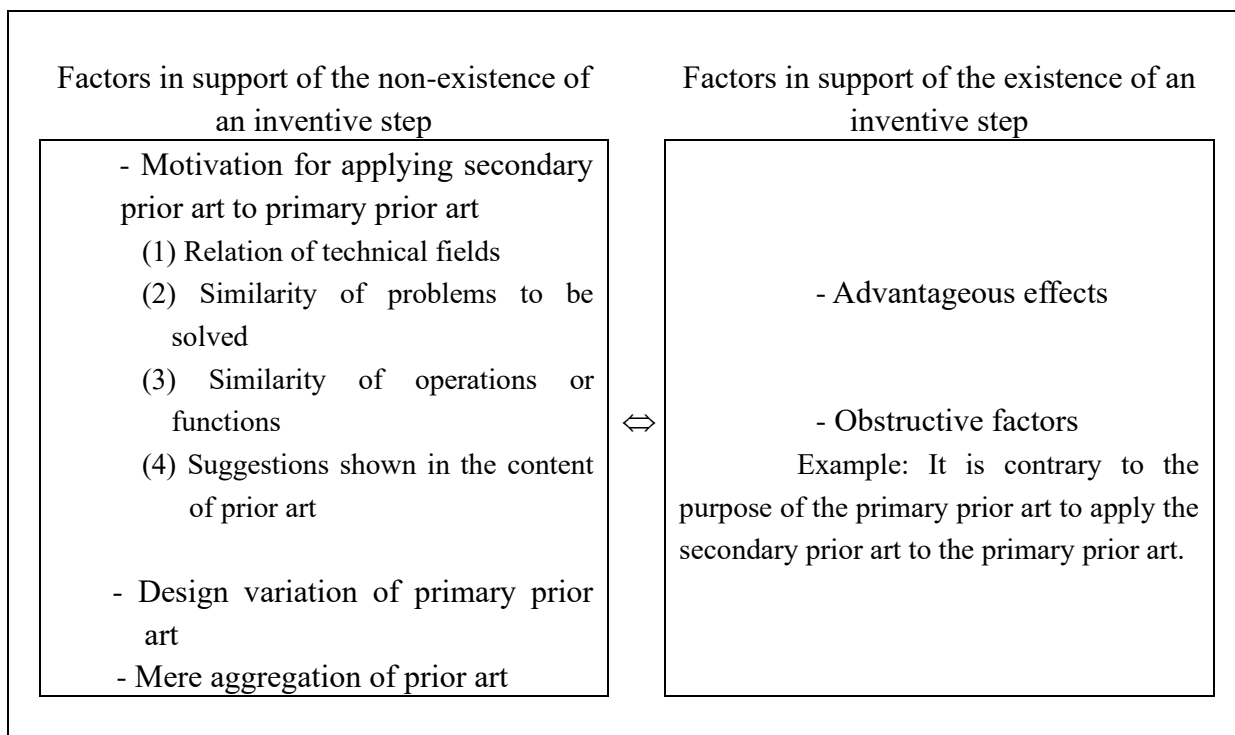 Factors in support of the non-existence of
an inventive step
- Motivation for applying secondary
prior art to primary prior art
(1) Relation of technical fields
(2) Similarity of problems to be
solved
(3) Similarity of operations or
functions
(4) Suggestions shown in the content
of prior art
- Design variation of primary prior
art
- Mere aggregation of prior art
⇔
Factors in support of the existence of an
inventive step
- Advantageous effects
- Obstructive factors
Example: It is contrary to the
purpose of the primary prior art to apply the
secondary prior art to the primary prior art.